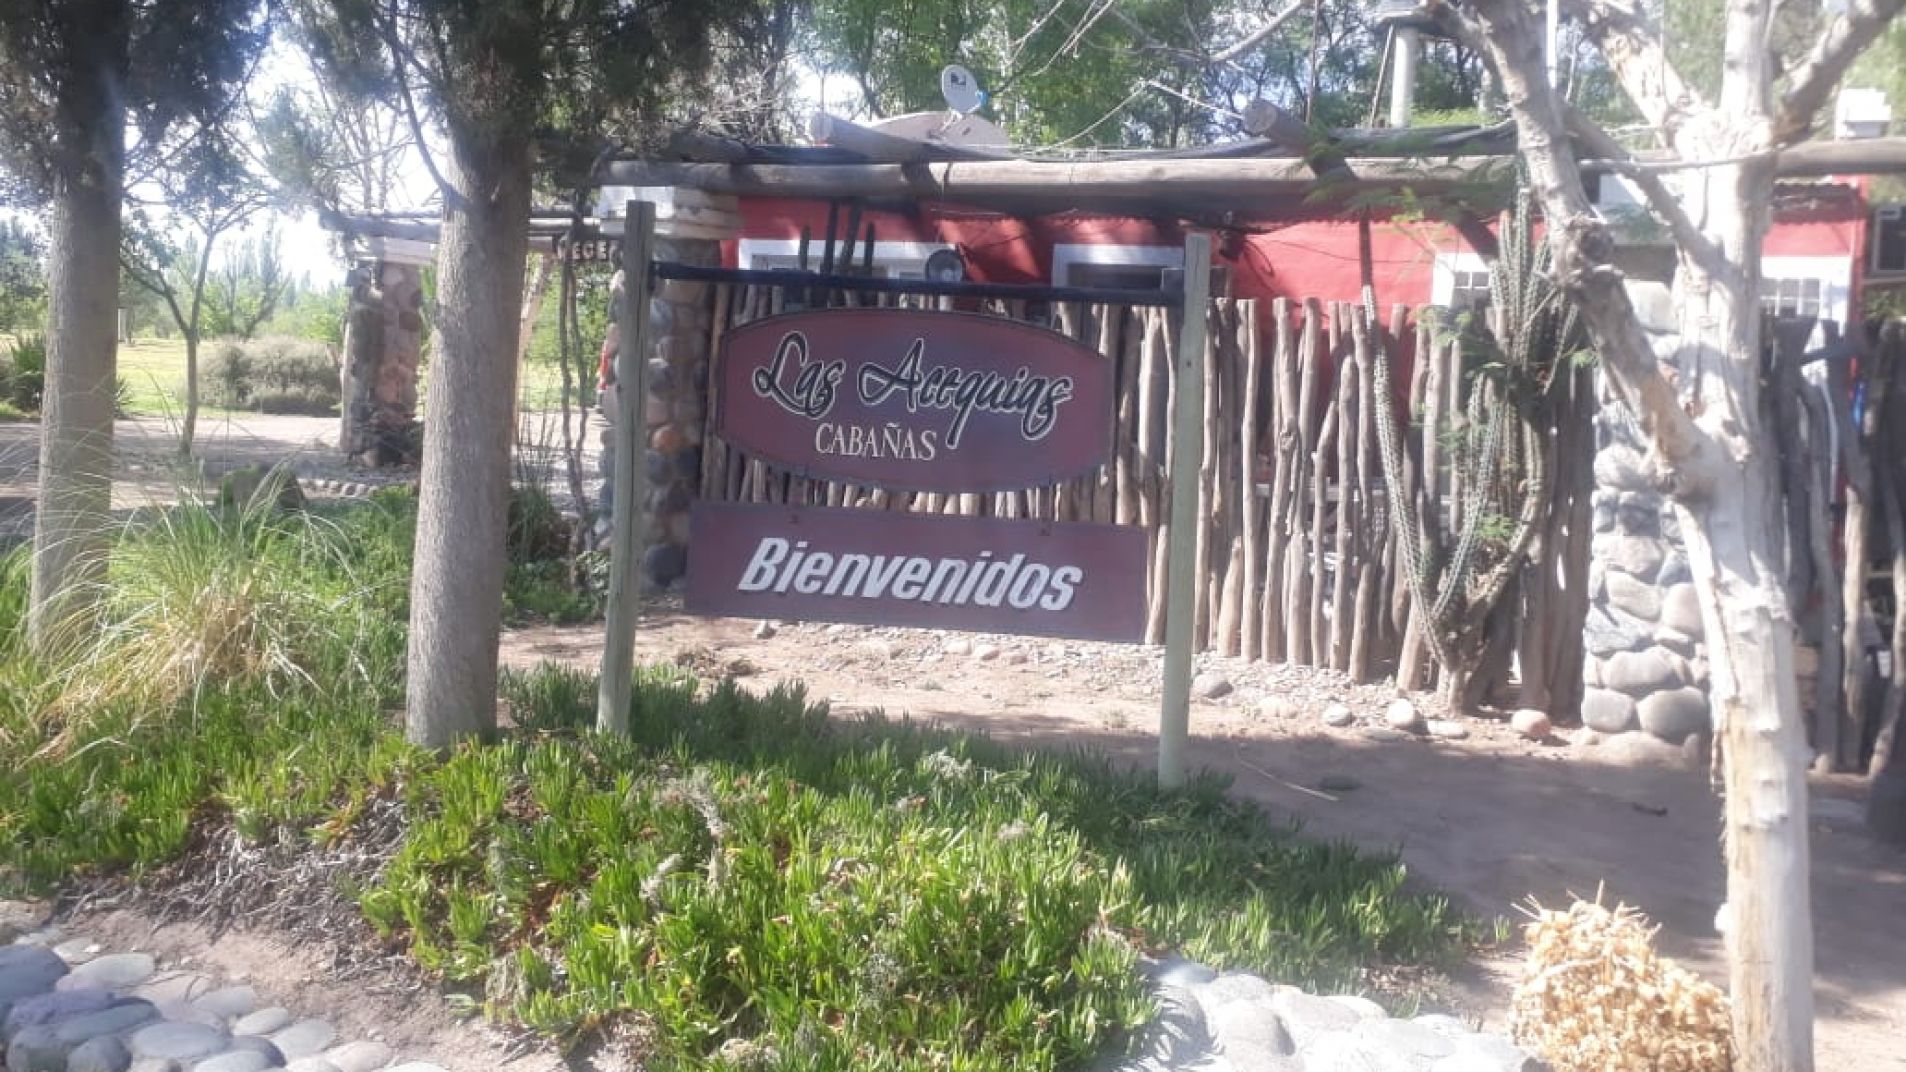 Las Acequias
CABAÑAS
Bienvenidos